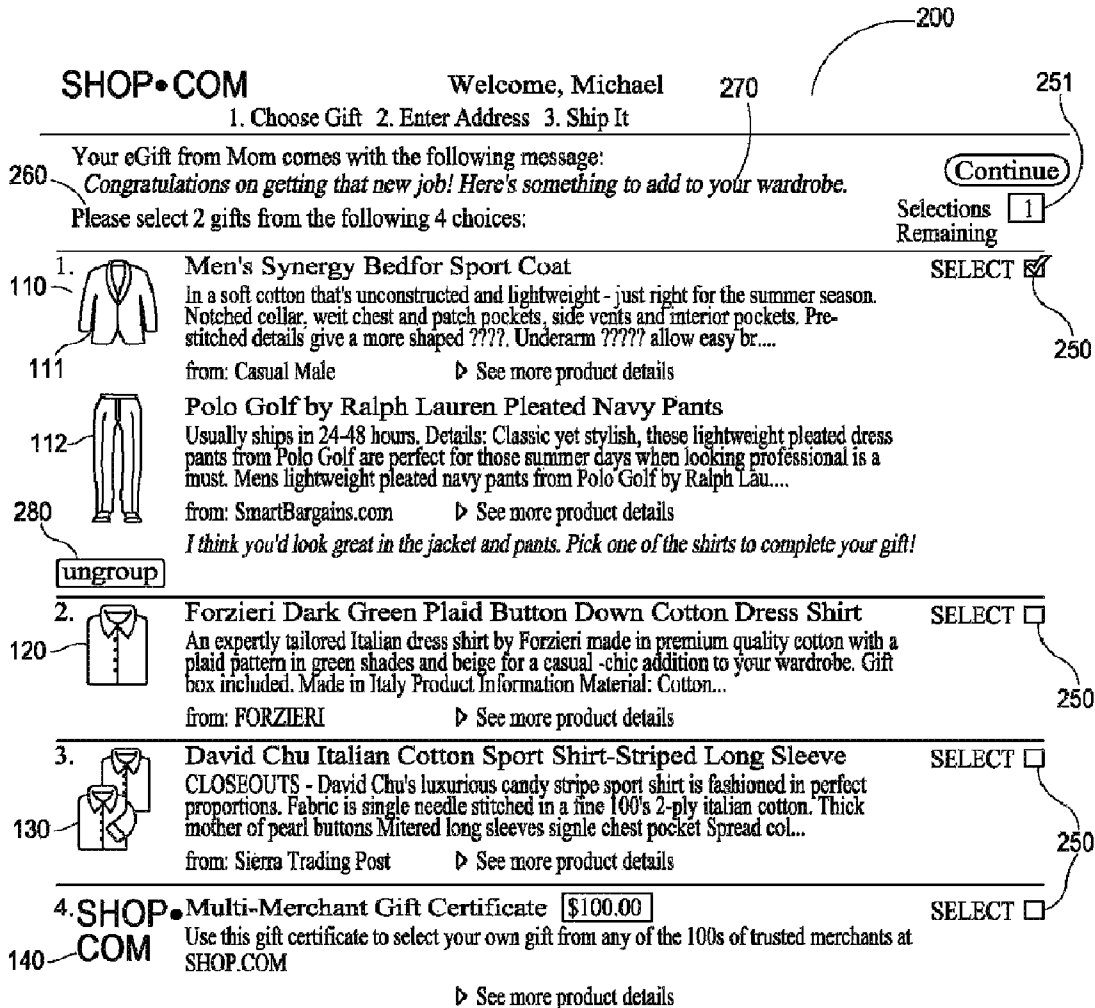 200
SHOP•COM Welcome, Michael 270 251
1. Choose Gift 2. Enter Address 3. Ship It
Your eGift from Mom comes with the following message:
260 Congratulations on getting that new job! Here's something to add to your wardrobe. Continue
Please select 2 gifts from the following 4 choices: Selections Remaining 1
1. Men's Synergy Bedfor Sport Coat SELECT
110 In a soft cotton that's unconstructed and lightweight - just right for the summer season.
Notched cellar, weit chest and patch pockets, side vents and interior pockets. Pre-
stitched details give a more shaped ????. Underarm ????? allow easy br.... 250
111 from: Casual Male ▷ See more product details
Polo Golf by Ralph Lauren Pleated Navy Pants
112 Usually ships in 24-48 hours. Details: Classic yet stylish, these lightweight pleated dress
pants from Polo Golf are perfect for those summer days when looking professional is a
must. Mens lightweight pleated navy pants from Polo Golf by Ralph Lau....
280 from: SmartBargains.com ▷ See more product details
I think you'd look great in the jacket and pants. Pick one of the shirts to complete your gift!
ungroup
2. Forzieri Dark Green Plaid Button Down Cotton Dress Shirt SELECT
120 An expertly tailored Italian dress shirt by Forzieri made in premium quality cotton with a
plaid pattern in green shades and beige for a casual -chic addition to your wardrobe. Gift
box included. Made in Italy Product Information Material: Cotton... 250
from: FORZIERI ▷ See more product details
3. David Chu Italian Cotton Sport Shirt-Striped Long Sleeve SELECT
CLOSEOUTS - David Chu's luxurious candy stripe sport shirt is fashioned in perfect
proportions. Fabric is single needle stitched in a fine 100's 2-ply italian cotton. Thick
130 mother of pearl buttons Mitered long sleeves signle chest pocket Spread col... 250
from: Sierra Trading Post ▷ See more product details
4. SHOP•COM Multi-Merchant Gift Certificate $100.00 SELECT
140 Use this gift certificate to select your own gift from any of the 100s of trusted merchants at
SHOP.COM
▷ See more product details